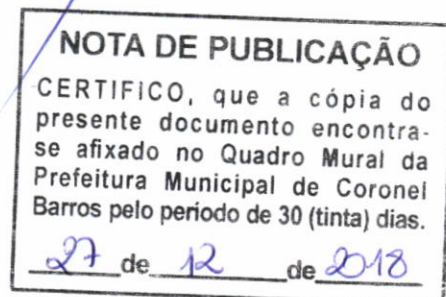 NOTA DE PUBLICAÇÃO
CERTIFICO, que a cópia do
presente documento encontra-
se afixado no Quadro Mural da
Prefeitura Municipal de Coronel
Barros pelo período de 30 (tinta) dias.
27 de 12 de 2018